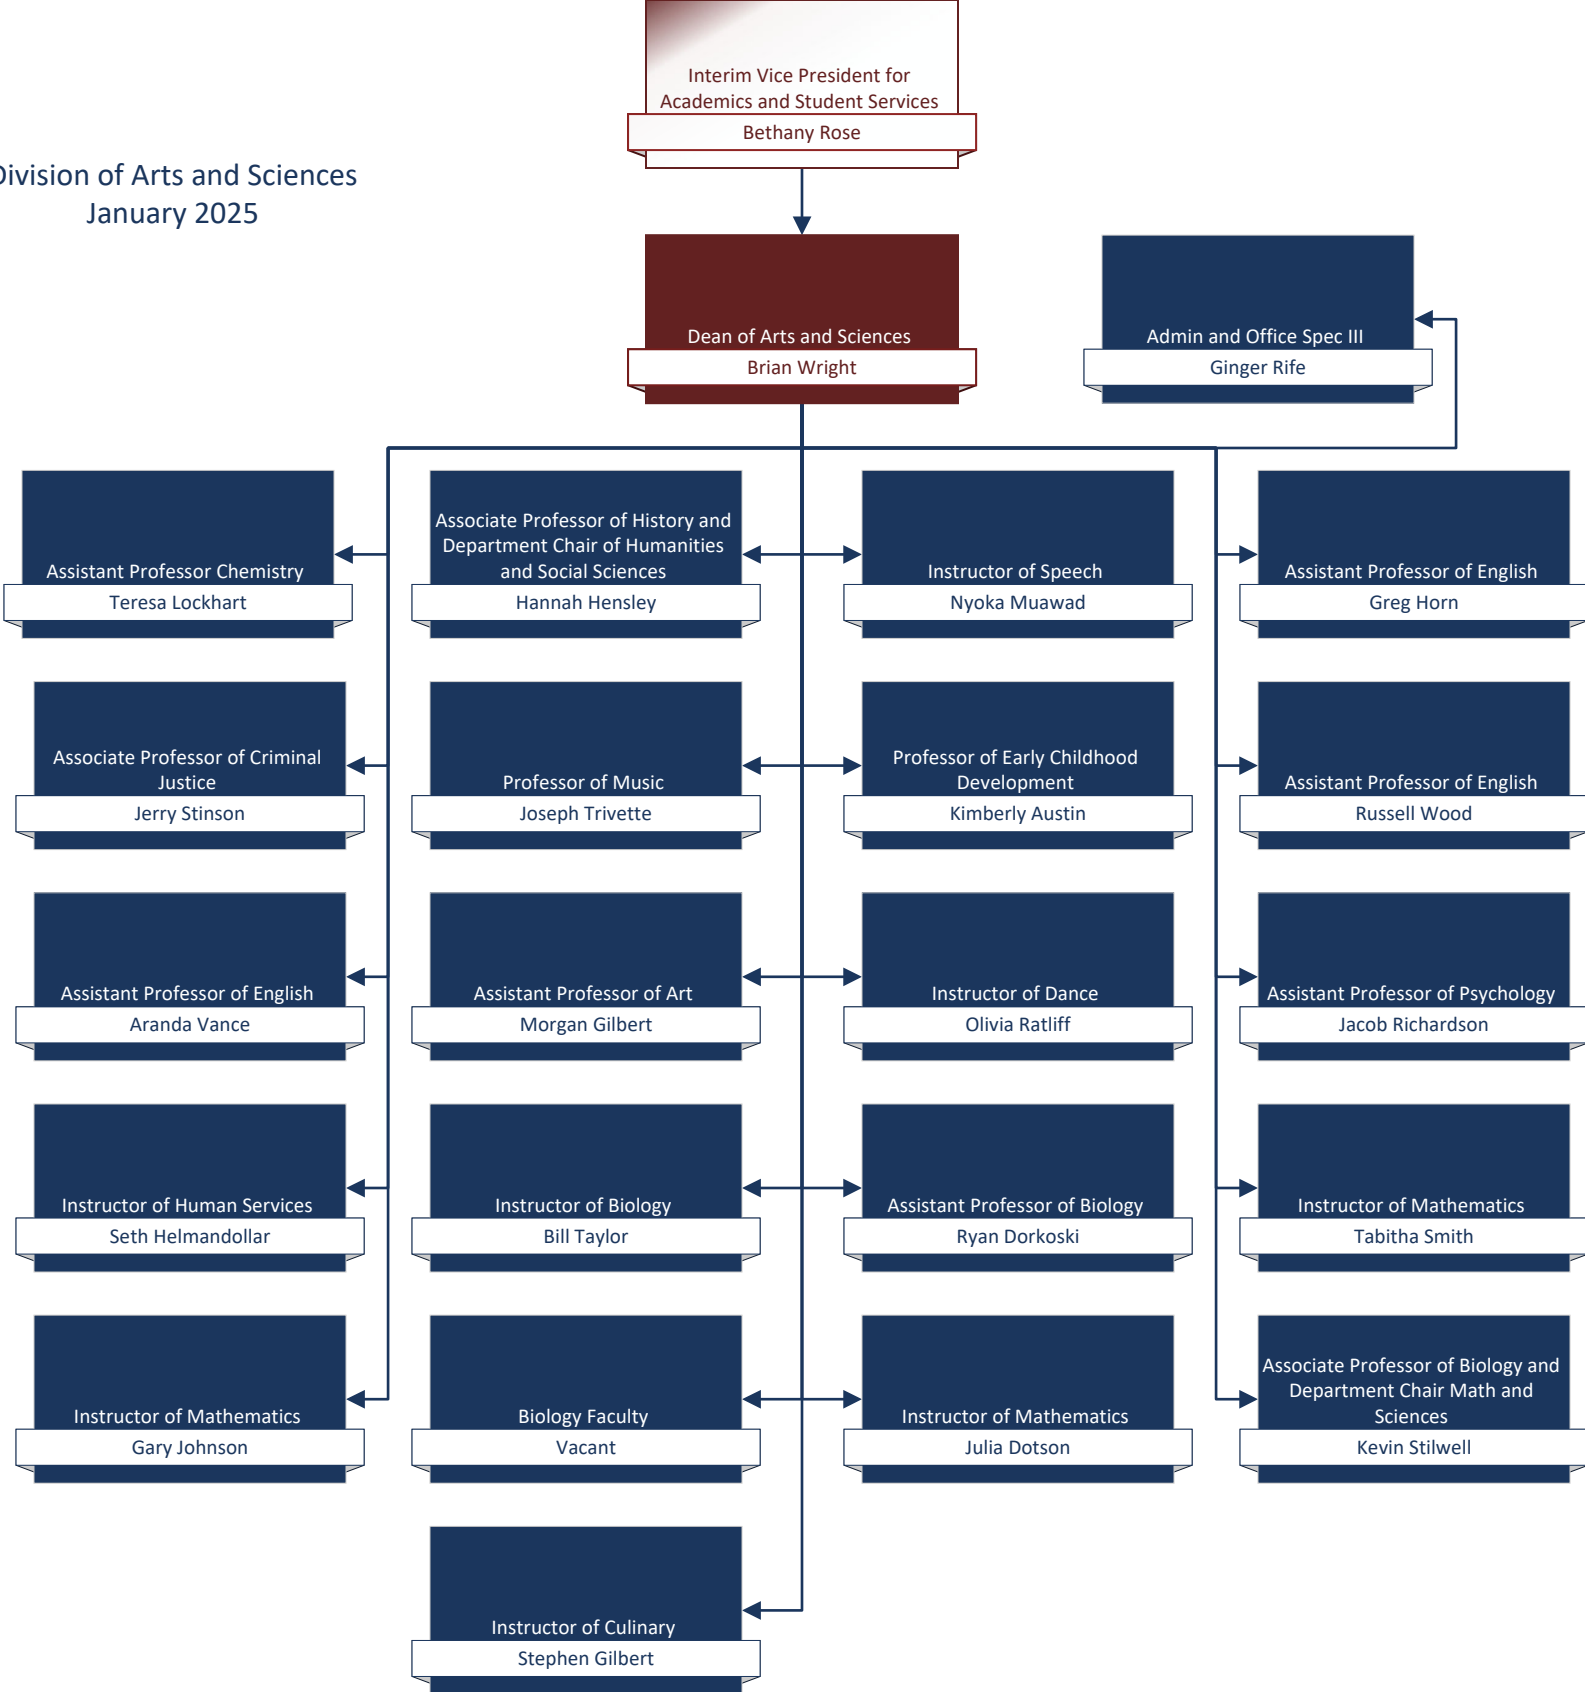 Interim Vice President for
Academics and Student Services
Bethany Rose
Division of Arts and Sciences
January 2025
Dean of Arts and Sciences
Brian Wright
Admin and Office Spec III
Ginger Rife
Assistant Professor Chemistry
Teresa Lockhart
Associate Professor of History and
Department Chair of Humanities
and Social Sciences
Hannah Hensley
Instructor of Speech
Nyoka Muawad
Assistant Professor of English
Greg Horn
Associate Professor of Criminal
Justice
Jerry Stinson
Professor of Music
Joseph Trivette
Professor of Early Childhood
Development
Kimberly Austin
Assistant Professor of English
Russell Wood
Assistant Professor of English
Aranda Vance
Assistant Professor of Art
Morgan Gilbert
Instructor of Dance
Olivia Ratliff
Assistant Professor of Psychology
Jacob Richardson
Instructor of Human Services
Seth Helmandollar
Instructor of Biology
Bill Taylor
Assistant Professor of Biology
Ryan Dorkoski
Instructor of Mathematics
Tabitha Smith
Instructor of Mathematics
Gary Johnson
Biology Faculty
Vacant
Instructor of Mathematics
Julia Dotson
Associate Professor of Biology and
Department Chair Math and
Sciences
Kevin Stilwell
Instructor of Culinary
Stephen Gilbert